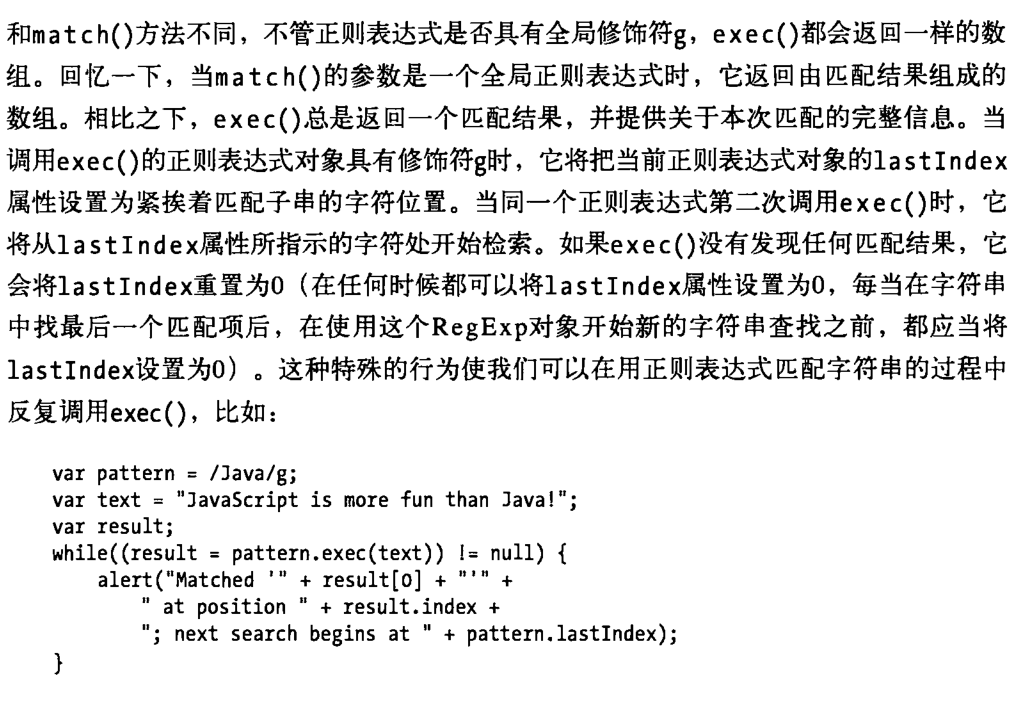 和match()方法不同，不管正则表达式是否具有全局修饰符g，exec()都会返回一样的数
组。回忆一下，当match()的参数是一个全局正则表达式时，它返回由匹配结果组成的
数组。相比之下，exec()总是返回一个匹配结果，并提供关于本次匹配的完整信息。当
调用exec()的正则表达式对象具有修饰符g时，它将把当前正则表达式对象的lastIndex
属性设置为紧挨着匹配子串的字符位置。当同一个正则表达式第二次调用exec()时，它
将从lastIndex属性所指示的字符处开始检索。如果exec()没有发现任何匹配结果，它
会将lastIndex重置为0（在任何时候都可以将lastIndex属性设置为0，每当在字符串
中找最后一个匹配项后，在使用这个RegExp对象开始新的字符串查找之前，都应当将
lastIndex设置为0）。这种特殊的行为使我们可以在用正则表达式匹配字符串的过程中
反复调用exec()，比如：
var pattern = /Java/g;
var text = "JavaScript is more fun than Java!";
var result;
while((result = pattern.exec(text)) != null) {
    alert("Matched '" + result[0] + "'" +
        " at position " + result.index +
        "; next search begins at " + pattern.lastIndex);
}